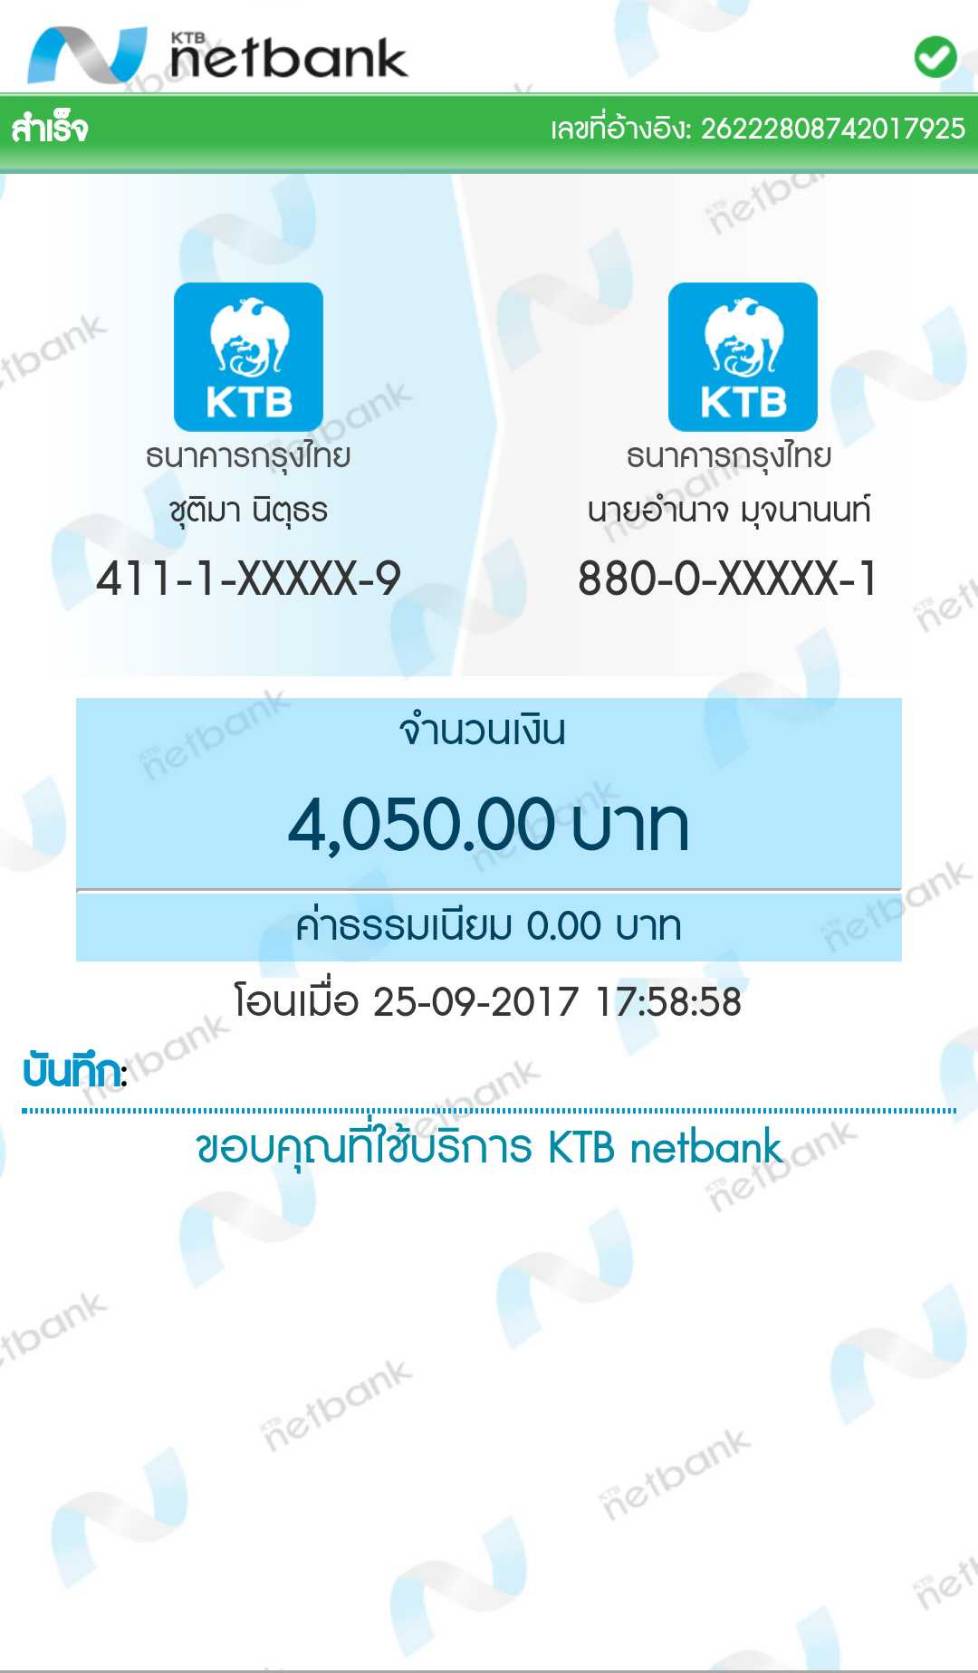 KTB netbank
สำเร็จ
เลขที่อ้างอิง: 26222808742017925
KTB
ธนาคารกรุงไทย
ชุติมา นิตุธร
411-1-XXXXX-9
KTB
ธนาคารกรุงไทย
นายอำนาจ มุจนานนท์
880-0-XXXXX-1
จำนวนเงิน
4,050.00 บาท
ค่าธรรมเนียม 0.00 บาท
โอนเมื่อ 25-09-2017 17:58:58
บันทึก:
ขอบคุณที่ใช้บริการ KTB netbank